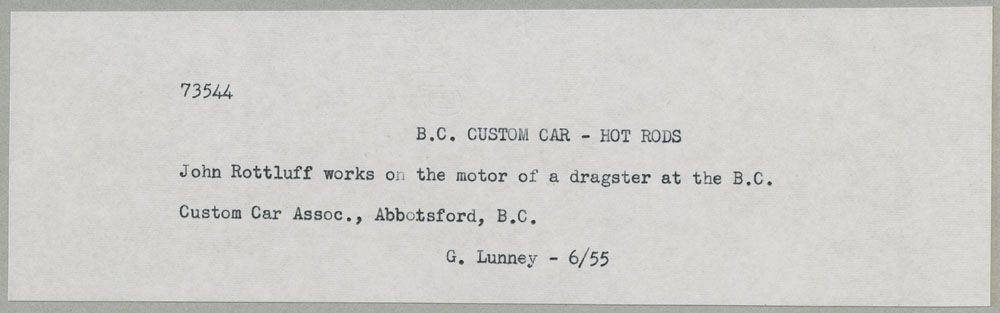 73544
B.C. CUSTOM CAR - HOT RODS
John Rottluff works on the motor of a dragster at the B.C.
Custom Car Assoc., Abbotsford, B.C.
G. Lunney - 6/55